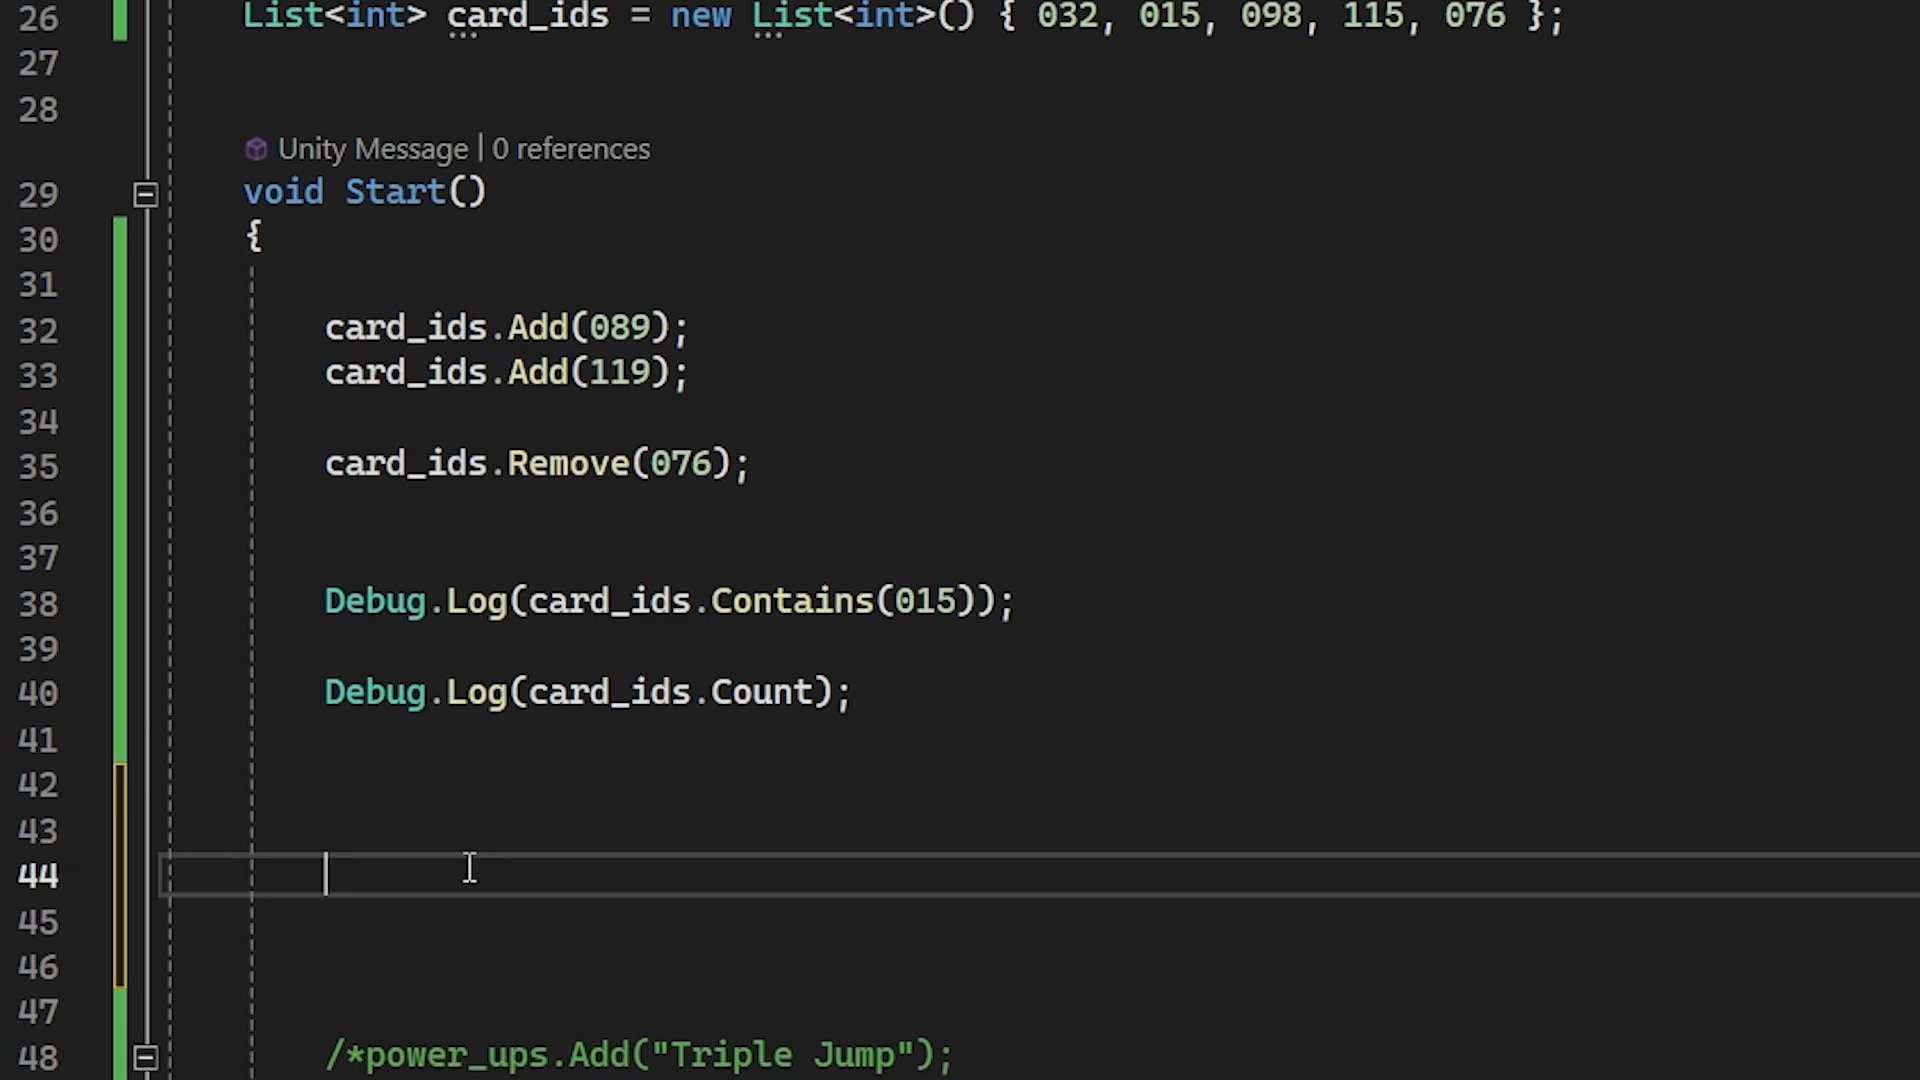 26 List<int> card_ids = new List<int>() { 032, 015, 098, 115, 076 };
27
28
Unity Message | 0 references
29 void Start()
30 {
31
32 card_ids.Add(089);
33 card_ids.Add(119);
34
35 card_ids.Remove(076);
36
37
38 Debug.Log(card_ids.Contains(015));
39
40 Debug.Log(card_ids.Count);
41
42
43
44
45
46
47
48 /*power_ups.Add("Triple Jump");